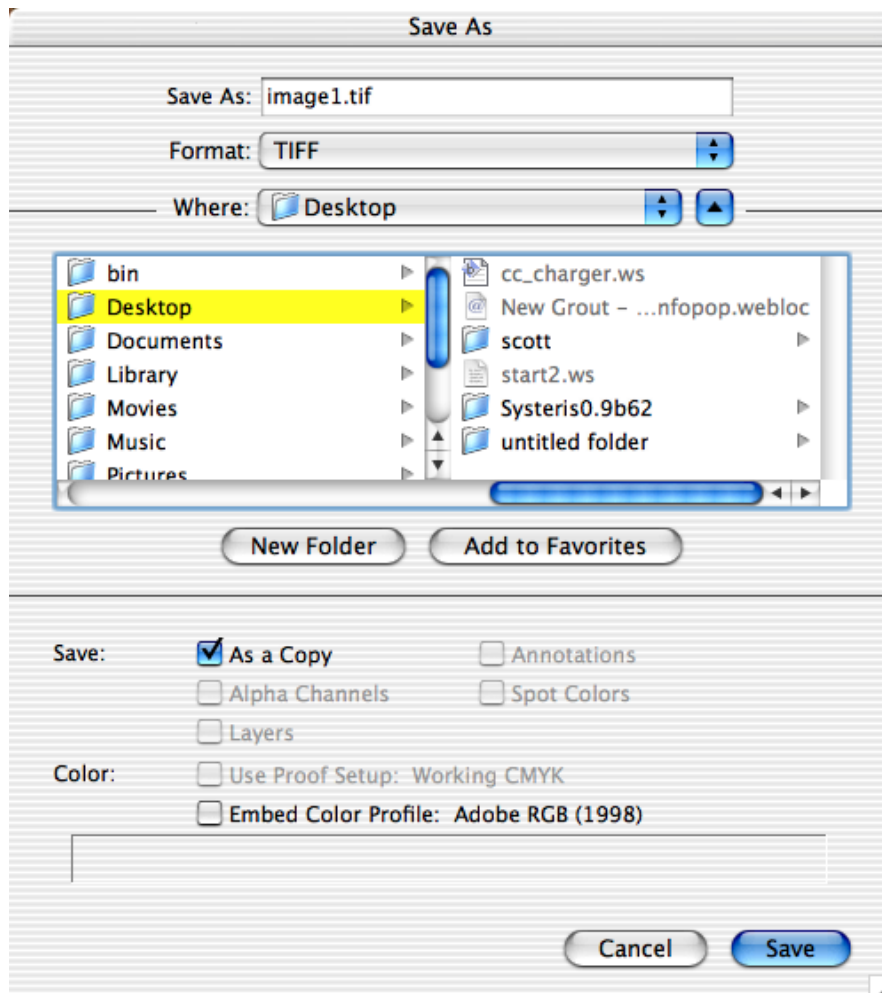 Save As
Save As: image1.tif
Format: TIFF
Where: Desktop
bin
Desktop
Documents
Library
Movies
Music
Pictures
cc_charger.ws
New Grout – ...nfopop.webloc
scott
start2.ws
Systeris0.9b62
untitled folder
New Folder Add to Favorites
Save: As a Copy Annotations
Alpha Channels Spot Colors
Layers
Color: Use Proof Setup: Working CMYK
Embed Color Profile: Adobe RGB (1998)
Cancel Save